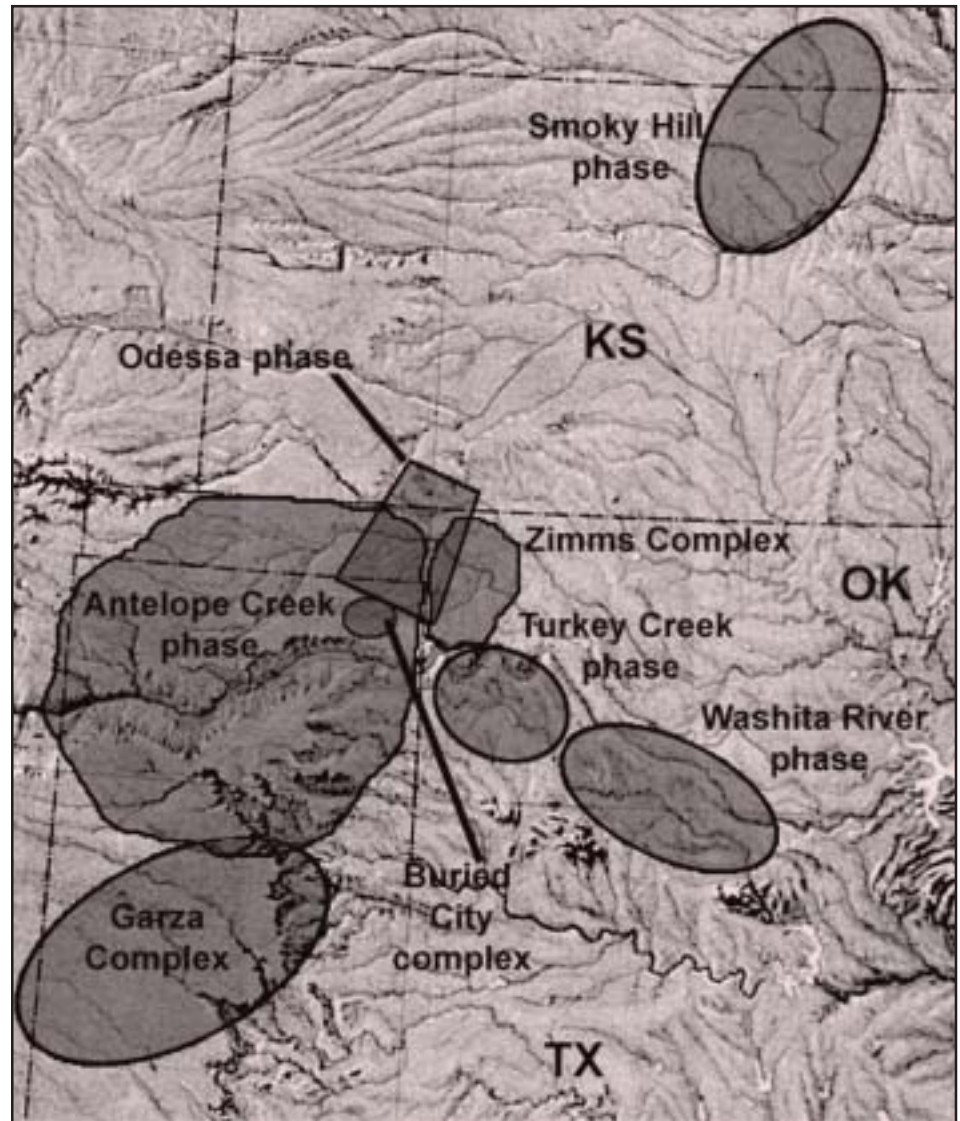 Smoky Hill
phase
KS
Odessa phase
Zimms Complex
OK
Antelope Creek
phase
Turkey Creek
phase
Washita River
phase
Buried
City
complex
Garza
Complex
TX